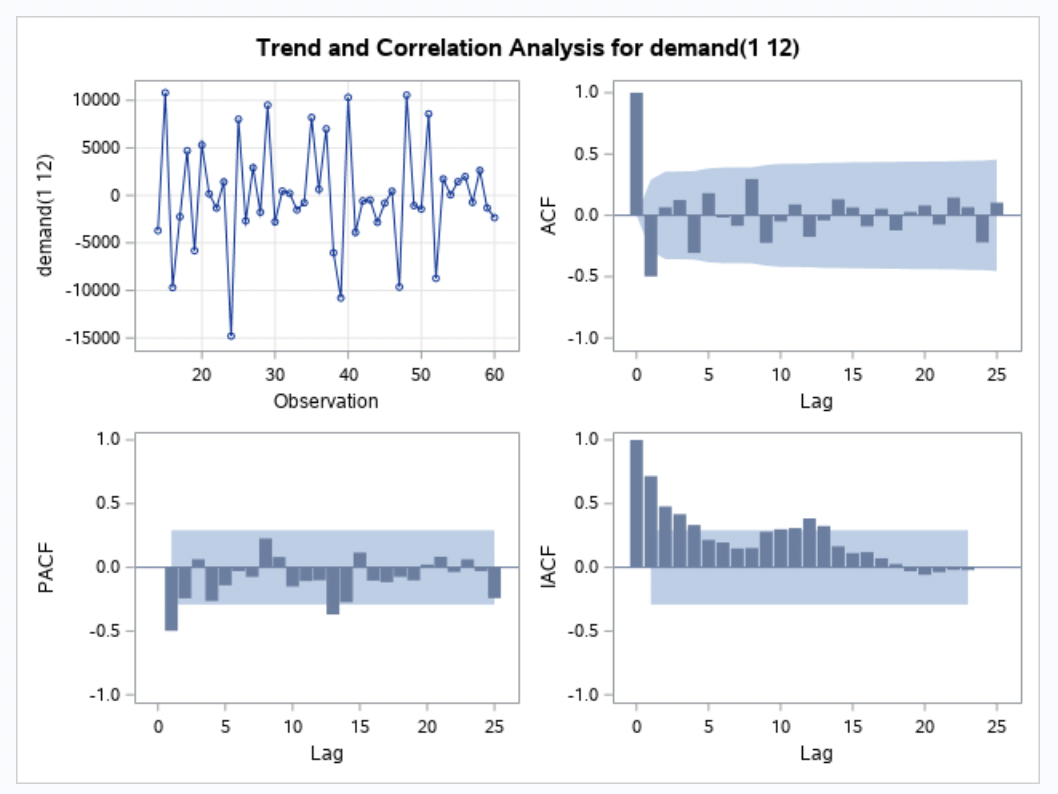 Trend and Correlation Analysis for demand(1 12)
demand(1 12)
10000
5000
0
-5000
-10000
-15000
20 30 40 50 60
Observation
ACF
1.0
0.5
0.0
-0.5
-1.0
0 5 10 15 20 25
Lag
PACF
1.0
0.5
0.0
-0.5
-1.0
0 5 10 15 20 25
Lag
IACF
1.0
0.5
0.0
-0.5
-1.0
0 5 10 15 20 25
Lag